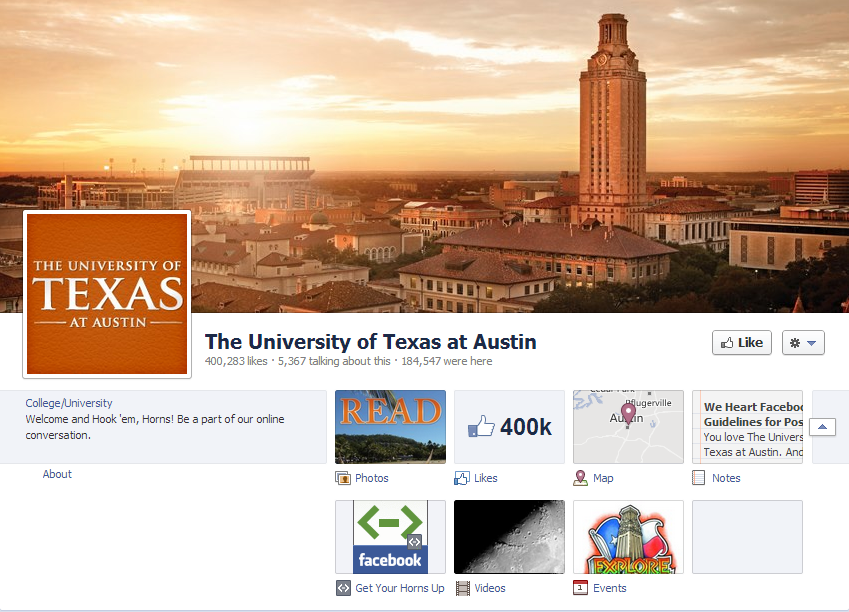 THE UNIVERSITY OF
TEXAS
AT AUSTIN
The University of Texas at Austin
400,283 likes · 5,367 talking about this · 184,547 were here
Like
College/University
Welcome and Hook 'em, Horns! Be a part of our online
conversation.
About
READ
Photos
400k
Likes
Cedar Park
Pflugerville
Austin
Map
We Heart Faceboo
Guidelines for Pos
You love The Univers
Texas at Austin. And
Notes
facebook
Get Your Horns Up
Videos
EXPLORE
1
Events